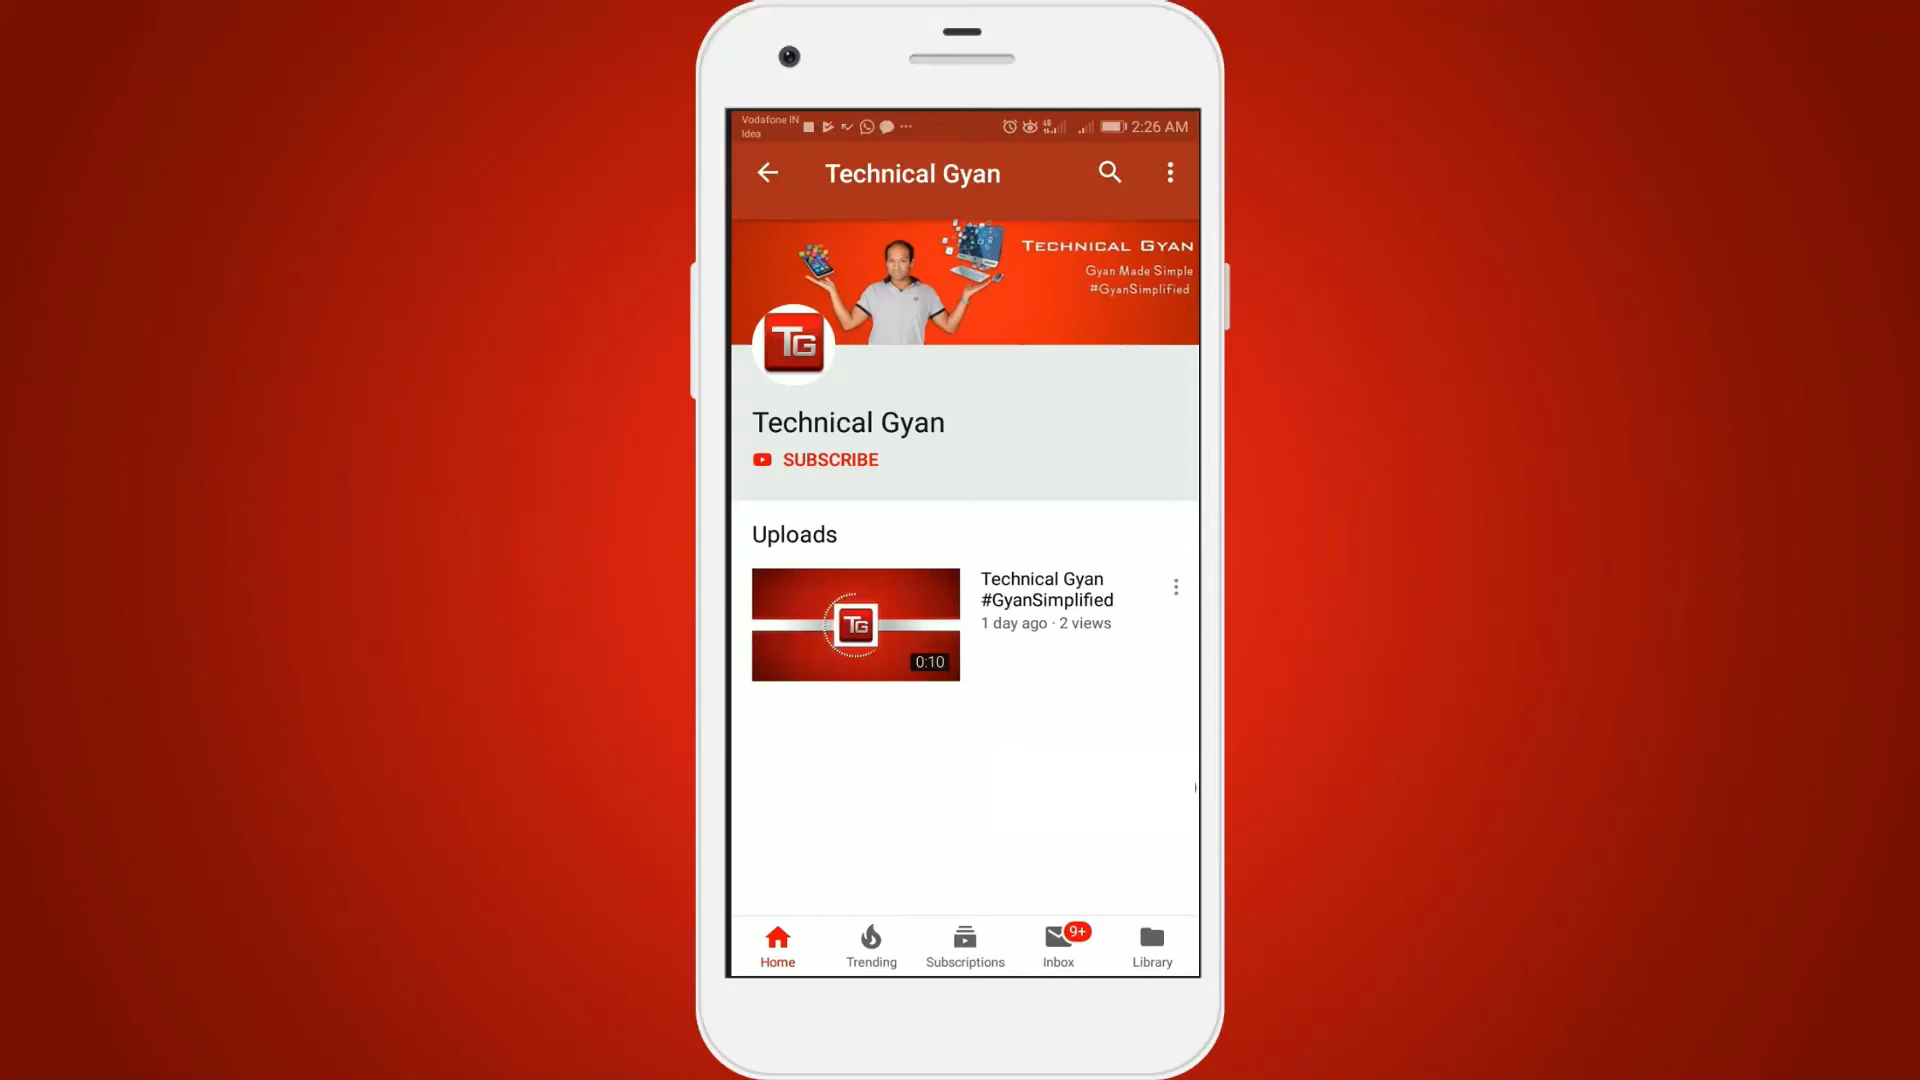 Vodafone IN
Idea
4G
2:26 AM
Technical Gyan
TECHNICAL GYAN
Gyan Made Simple
#GyanSimplified
TG
Technical Gyan
SUBSCRIBE
Uploads
Technical Gyan
#GyanSimplified
1 day ago · 2 views
TG
0:10
9+
Home
Trending
Subscriptions
Inbox
Library